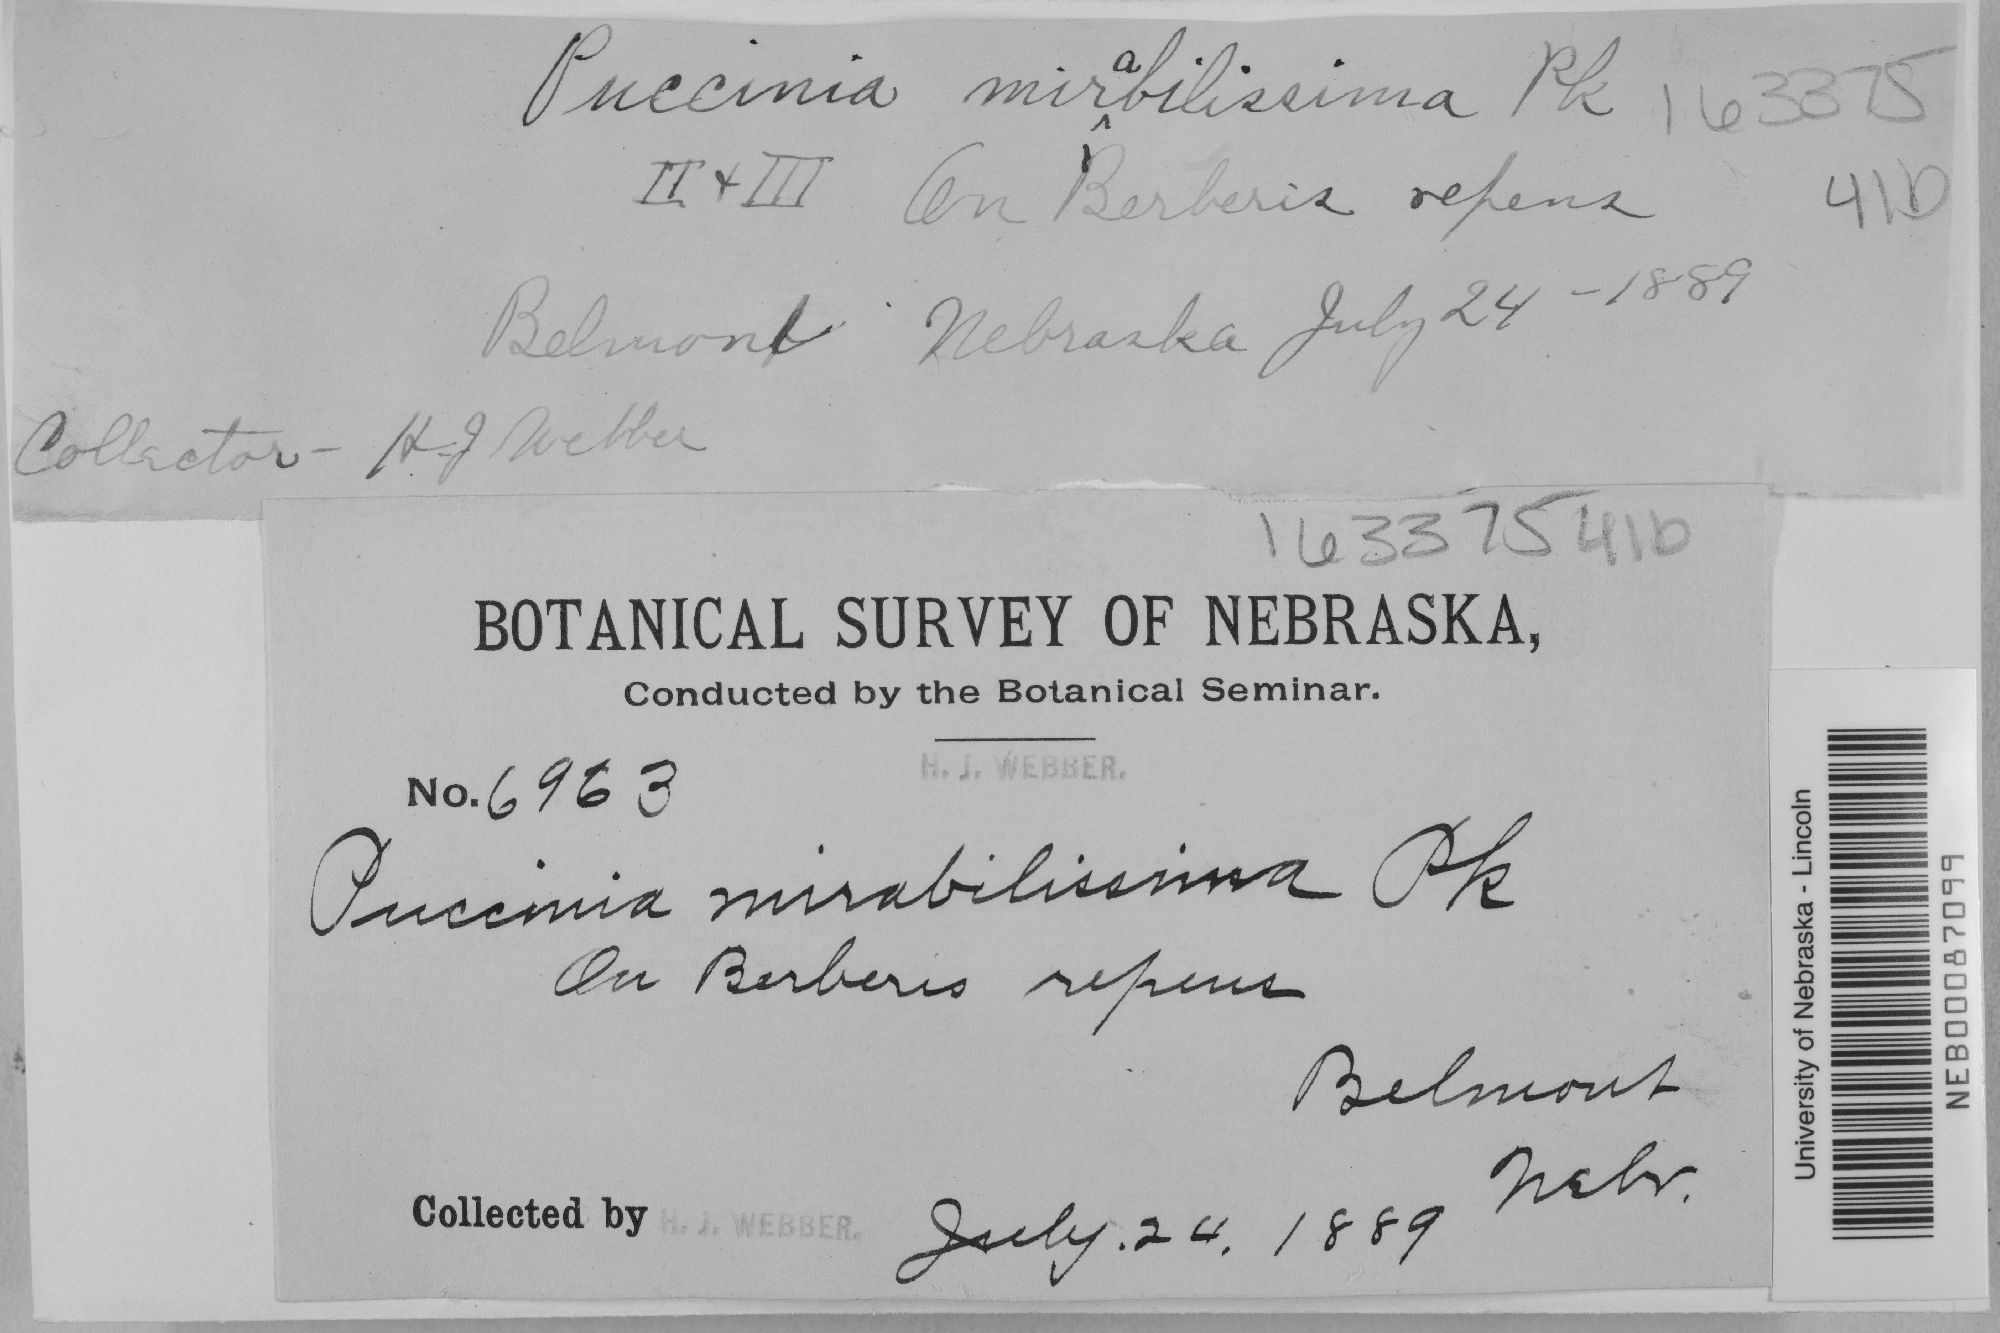 Puccinia mirabilissima Pk 163375
II + III On Berberis repens 41b
Belmont Nebraska July 24 - 1889
Collector - H J Webber
163375 41b
BOTANICAL SURVEY OF NEBRASKA,
Conducted by the Botanical Seminar.
H. J. WEBBER.
No. 6963
Puccinia mirabilissima Pk
On Berberis repens
Belmont
Nebr.
Collected by H. J. WEBBER. July. 24, 1889
University of Nebraska - Lincoln
NEB00087099